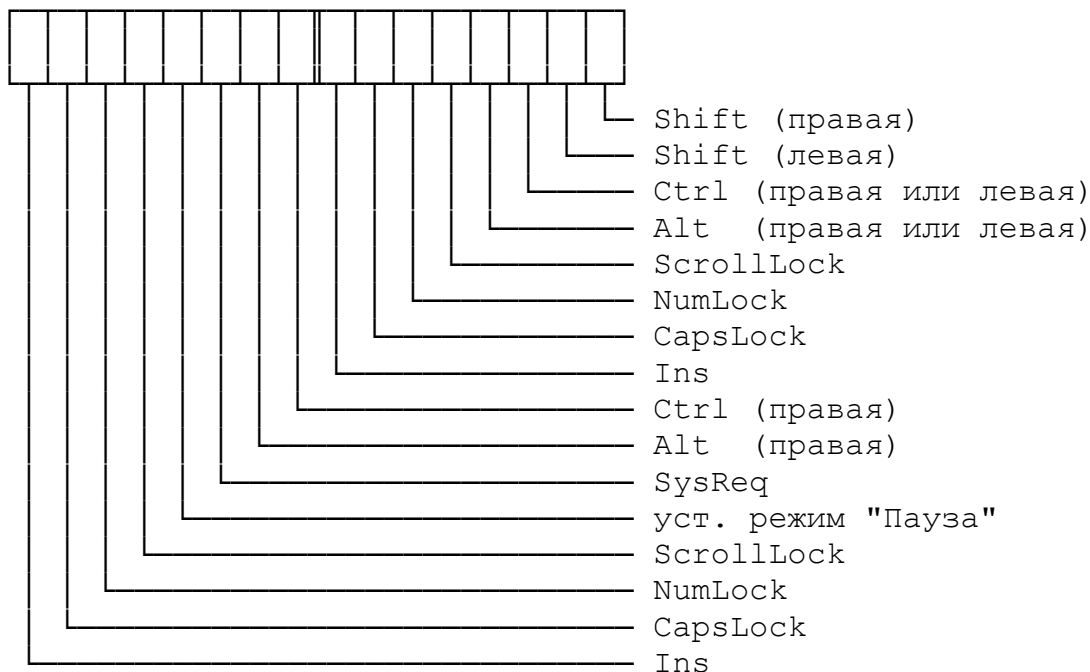 Shift (правая)
Shift (левая)
Ctrl (правая или левая)
Alt (правая или левая)
ScrollLock
NumLock
CapsLock
Ins
Ctrl (правая)
Alt (правая)
SysReq
уст. режим "Пауза"
ScrollLock
NumLock
CapsLock
Ins